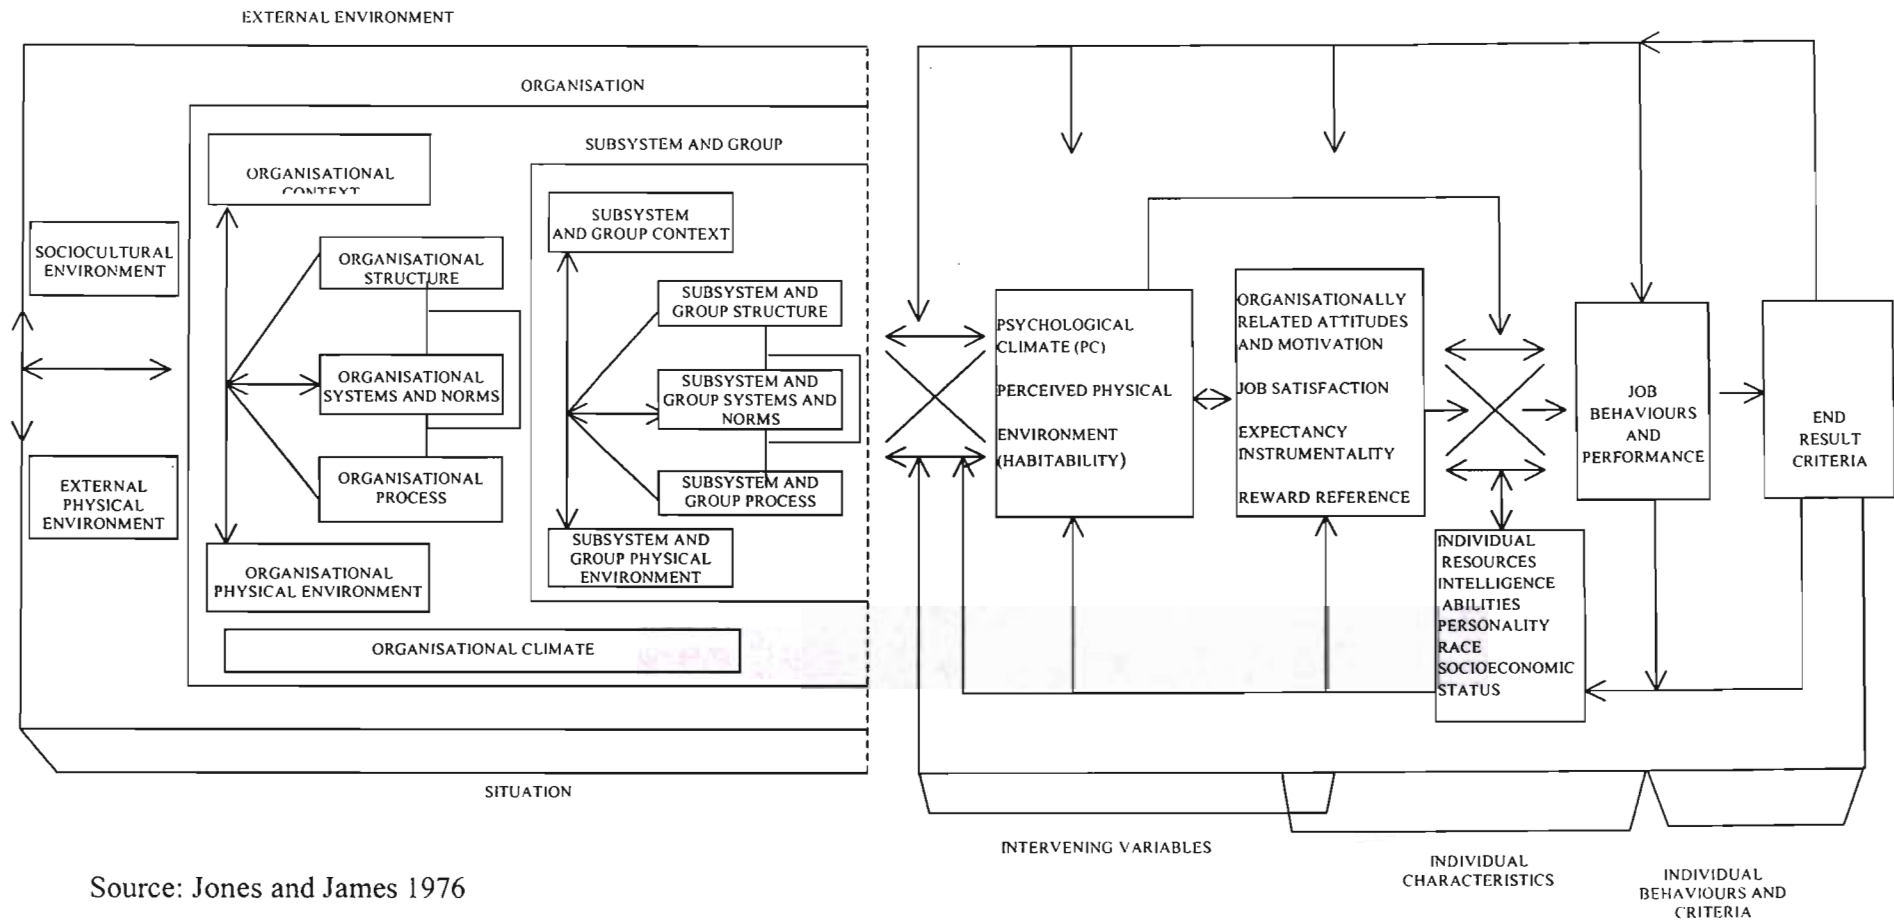 EXTERNAL ENVIRONMENT
ORGANISATION
SUBSYSTEM AND GROUP
ORGANISATIONAL
CONTEXT
SOCIOCULTURAL
ENVIRONMENT
EXTERNAL
PHYSICAL
ENVIRONMENT
ORGANISATIONAL
STRUCTURE
ORGANISATIONAL
SYSTEMS AND NORMS
ORGANISATIONAL
PROCESS
ORGANISATIONAL
PHYSICAL ENVIRONMENT
SUBSYSTEM
AND GROUP CONTEXT
SUBSYSTEM AND
GROUP STRUCTURE
SUBSYSTEM AND
GROUP SYSTEMS AND
NORMS
SUBSYSTEM AND
GROUP PROCESS
SUBSYSTEM AND
GROUP PHYSICAL
ENVIRONMENT
ORGANISATIONAL CLIMATE
SITUATION
PSYCHOLOGICAL
CLIMATE (PC)
PERCEIVED PHYSICAL
ENVIRONMENT
(HABITABILITY)
ORGANISATIONALLY
RELATED ATTITUDES
AND MOTIVATION
JOB SATISFACTION
EXPECTANCY
INSTRUMENTALITY
REWARD REFERENCE
INDIVIDUAL
RESOURCES
INTELLIGENCE
ABILITIES
PERSONALITY
RACE
SOCIOECONOMIC
STATUS
JOB
BEHAVIOURS
AND
PERFORMANCE
END
RESULT
CRITERIA
INTERVENING VARIABLES
INDIVIDUAL
CHARACTERISTICS
INDIVIDUAL
BEHAVIOURS AND
CRITERIA
Source: Jones and James 1976